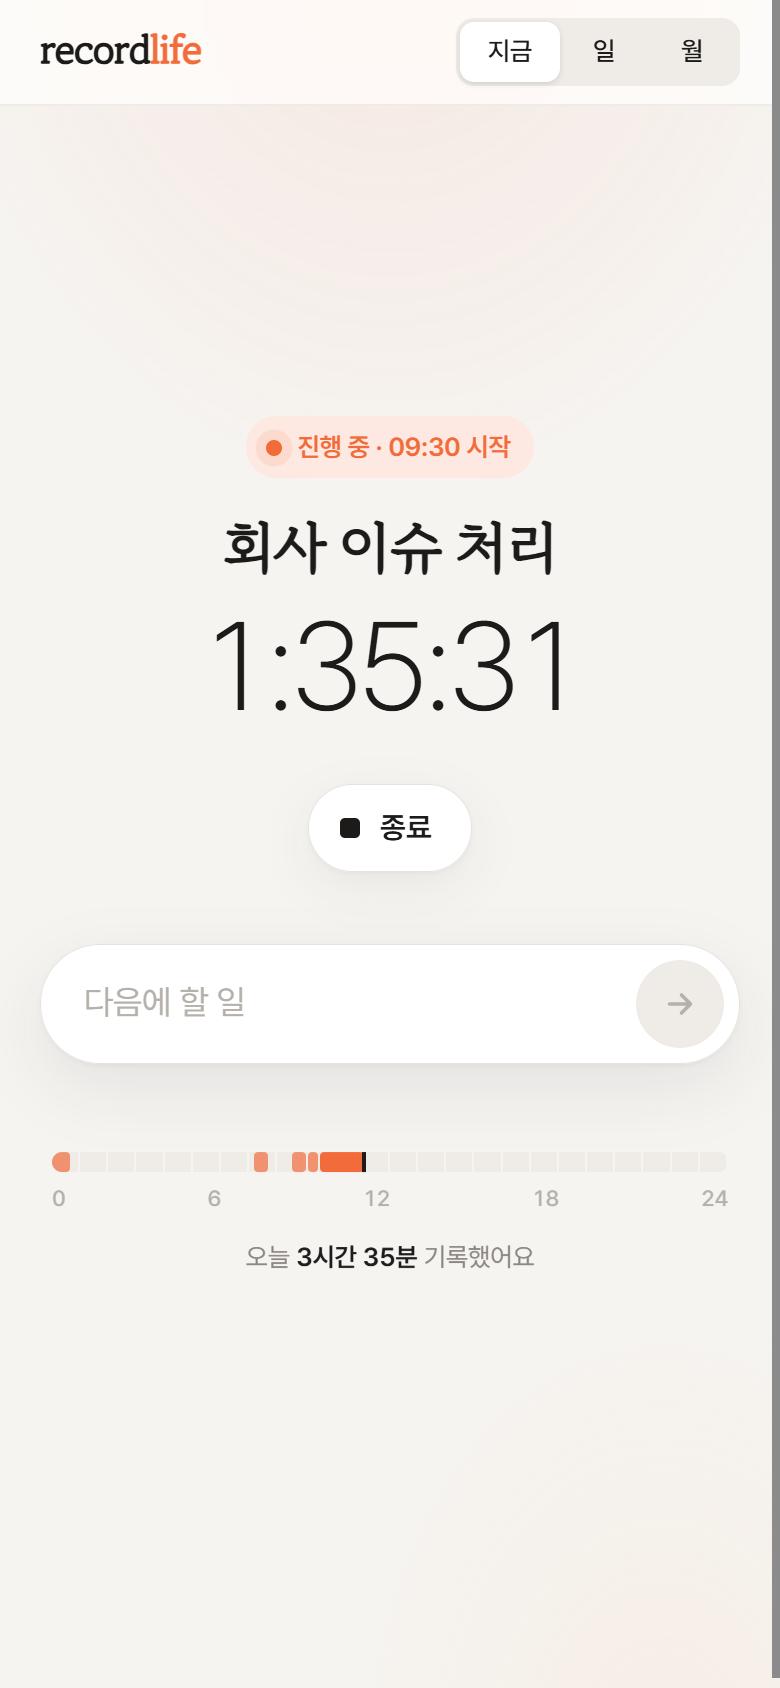 recordlife
지금 일 월
진행 중 · 09:30 시작
회사 이슈 처리
1:35:31
종료
다음에 할 일
0 6 12 18 24
오늘 3시간 35분 기록했어요